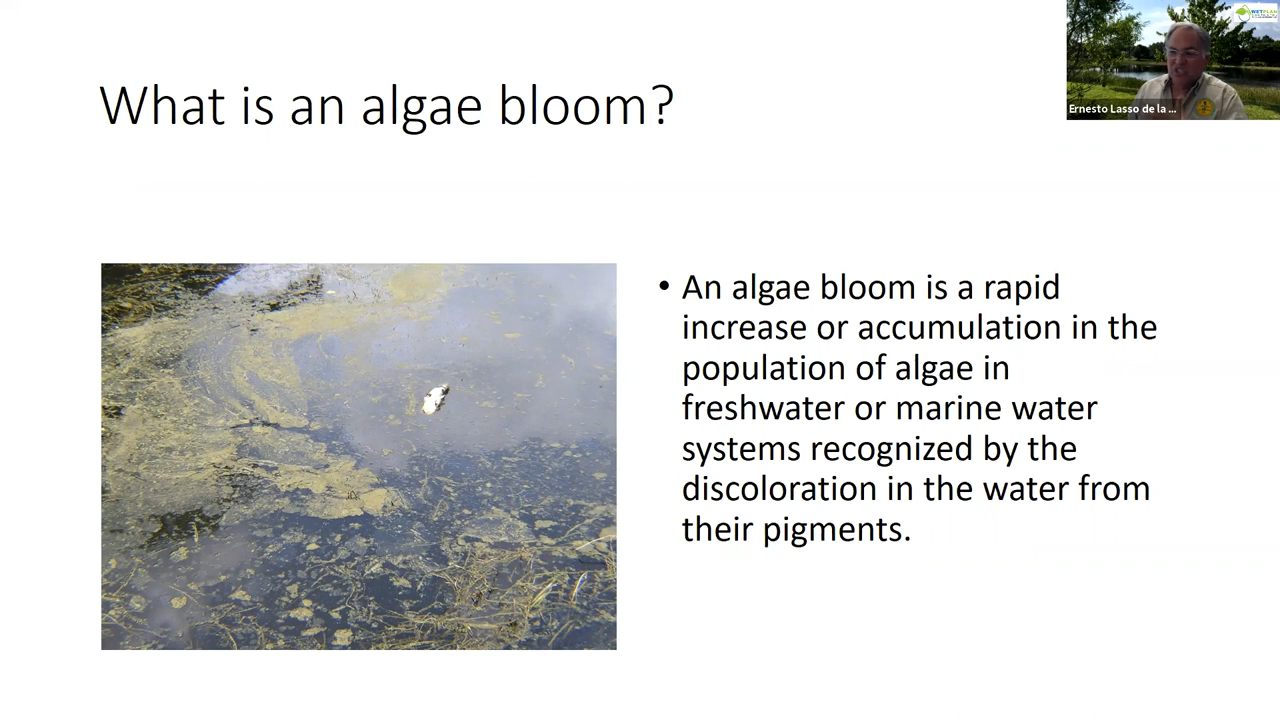 What is an algae bloom?
WETPLAN
Ernesto Lasso de la ...
• An algae bloom is a rapid
increase or accumulation in the
population of algae in
freshwater or marine water
systems recognized by the
discoloration in the water from
their pigments.